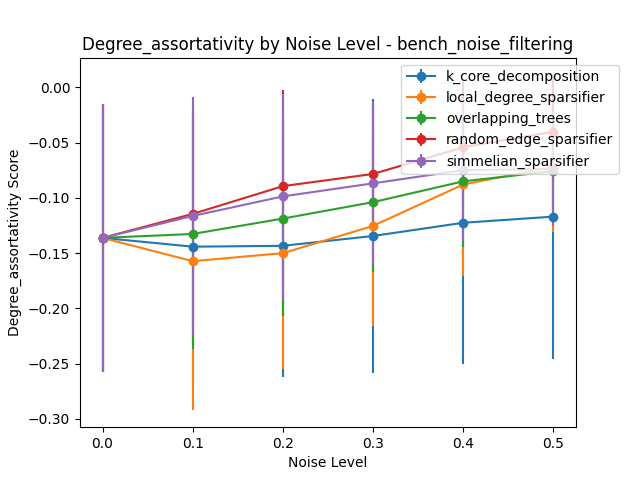 Degree_assortativity by Noise Level - bench_noise_filtering
k_core_decomposition
local_degree_sparsifier
overlapping_trees
random_edge_sparsifier
simmelian_sparsifier
Degree_assortativity Score
0.00
−0.05
−0.10
−0.15
−0.20
−0.25
−0.30
0.0 0.1 0.2 0.3 0.4 0.5
Noise Level